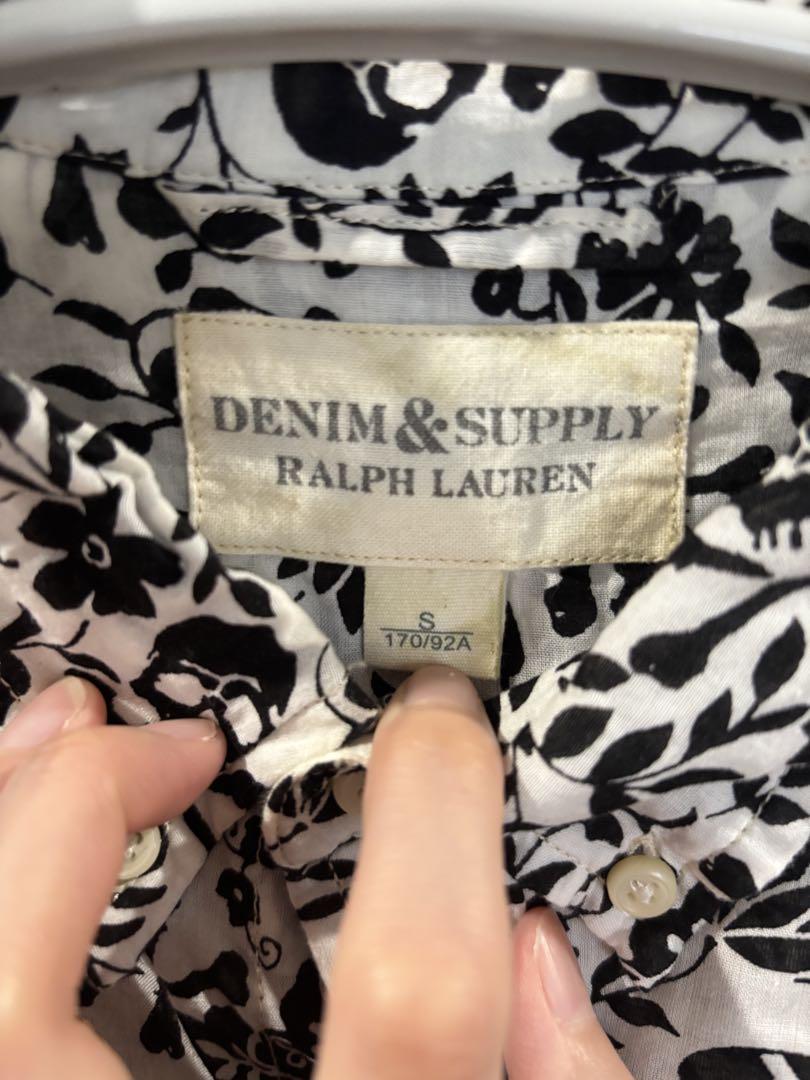 DENIM & SUPPLY
RALPH LAUREN
S
170/92A